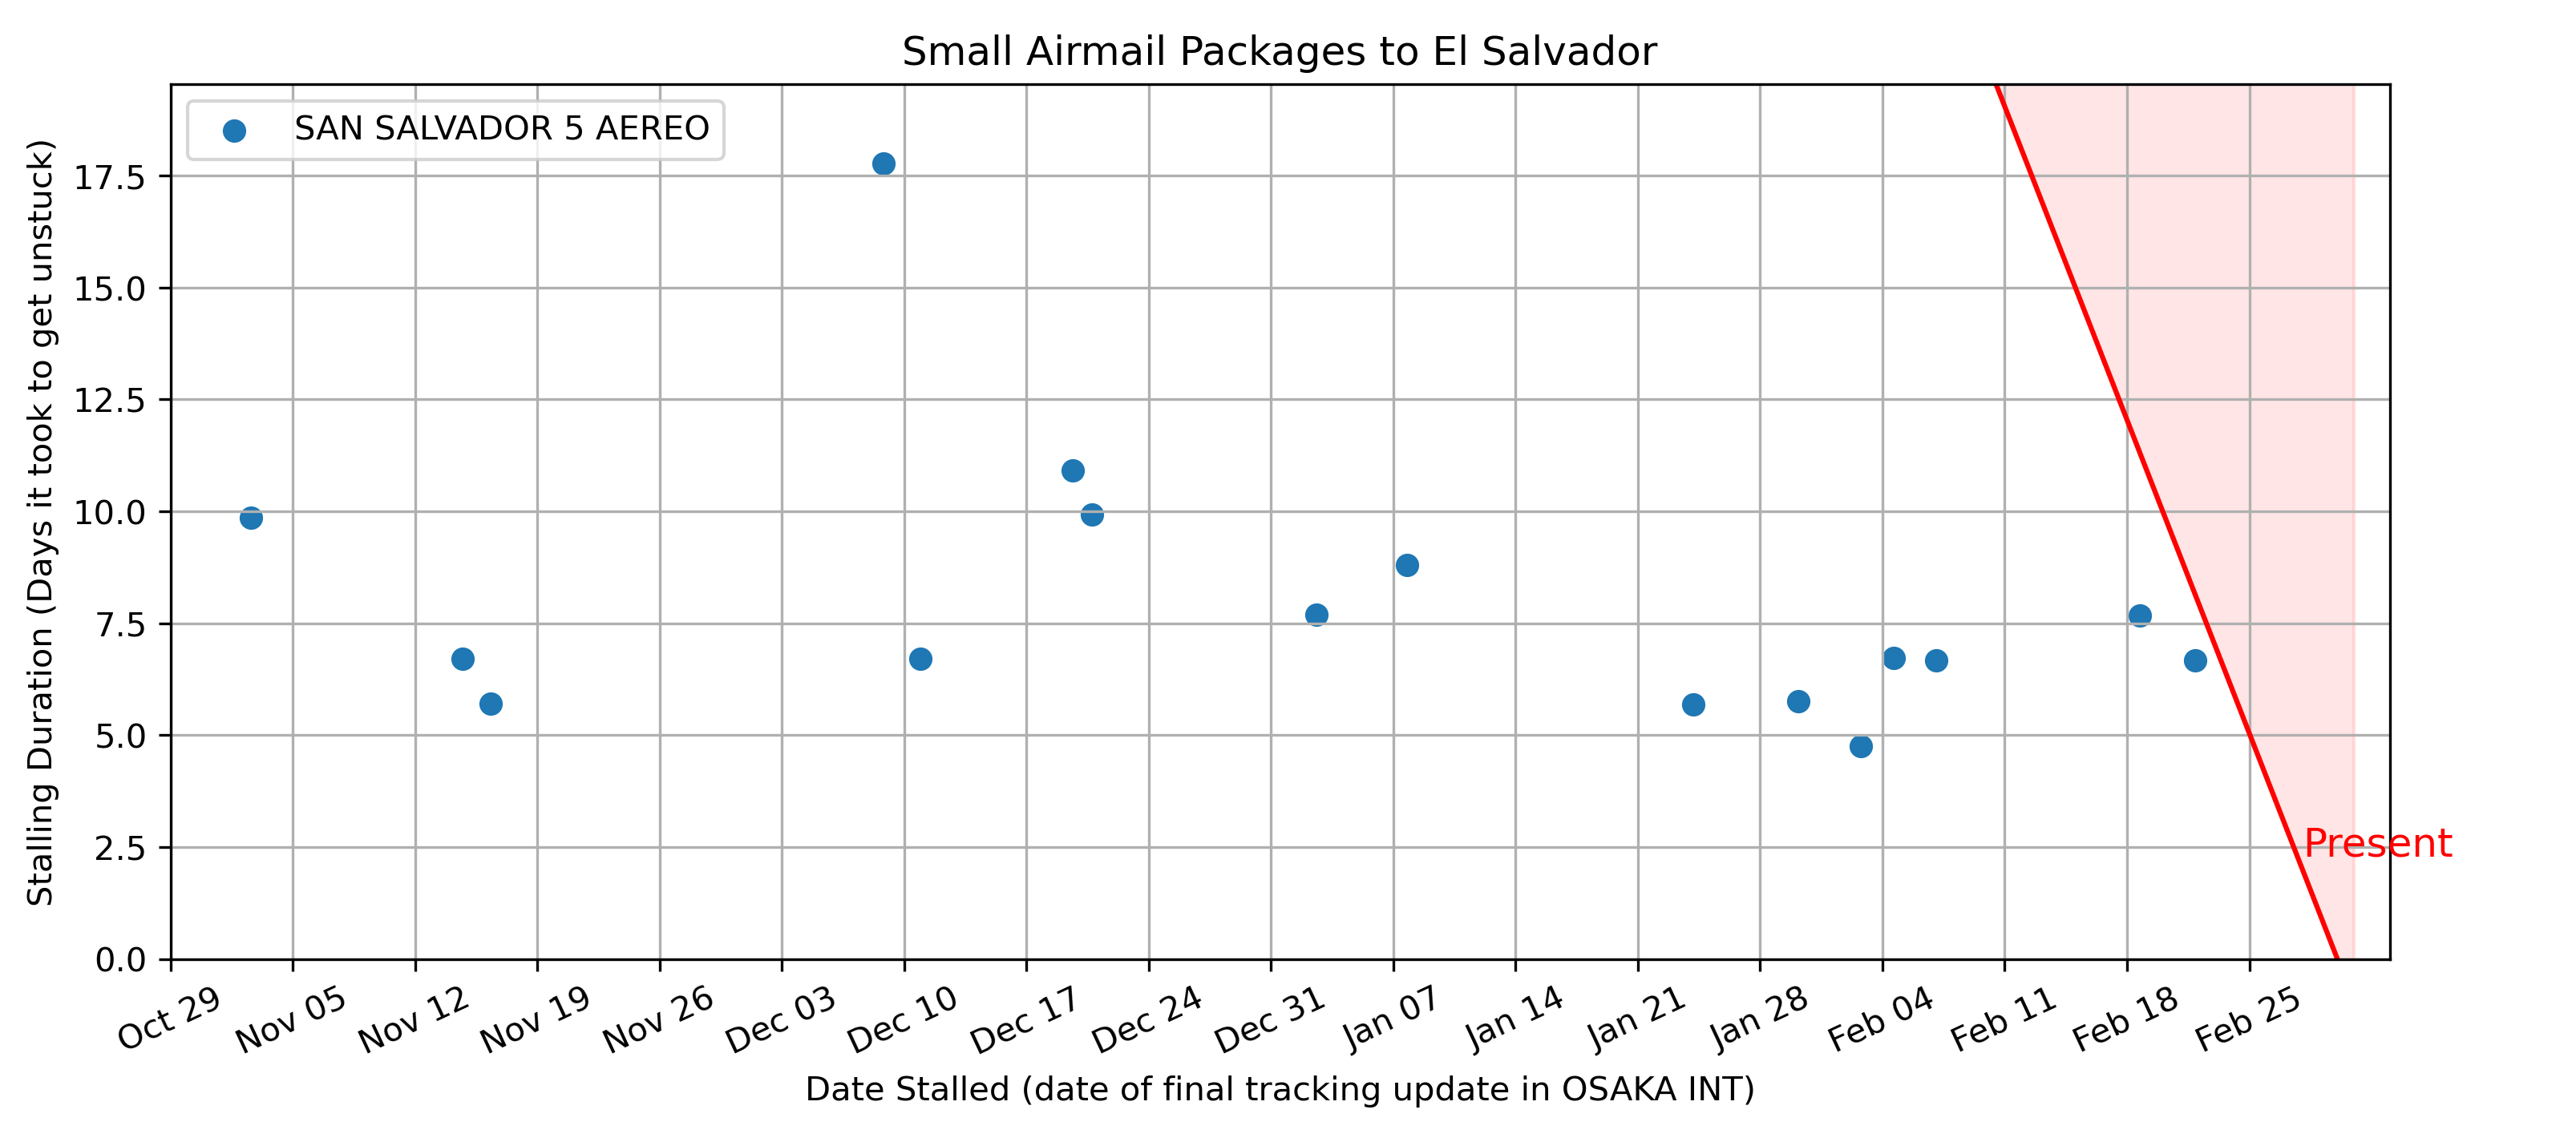 Small Airmail Packages to El Salvador
SAN SALVADOR 5 AEREO
Stalling Duration (Days it took to get unstuck)
17.5
15.0
12.5
10.0
7.5
5.0
2.5
0.0
Present
Oct 29
Nov 05
Nov 12
Nov 19
Nov 26
Dec 03
Dec 10
Dec 17
Dec 24
Dec 31
Jan 07
Jan 14
Jan 21
Jan 28
Feb 04
Feb 11
Feb 18
Feb 25
Date Stalled (date of final tracking update in OSAKA INT)